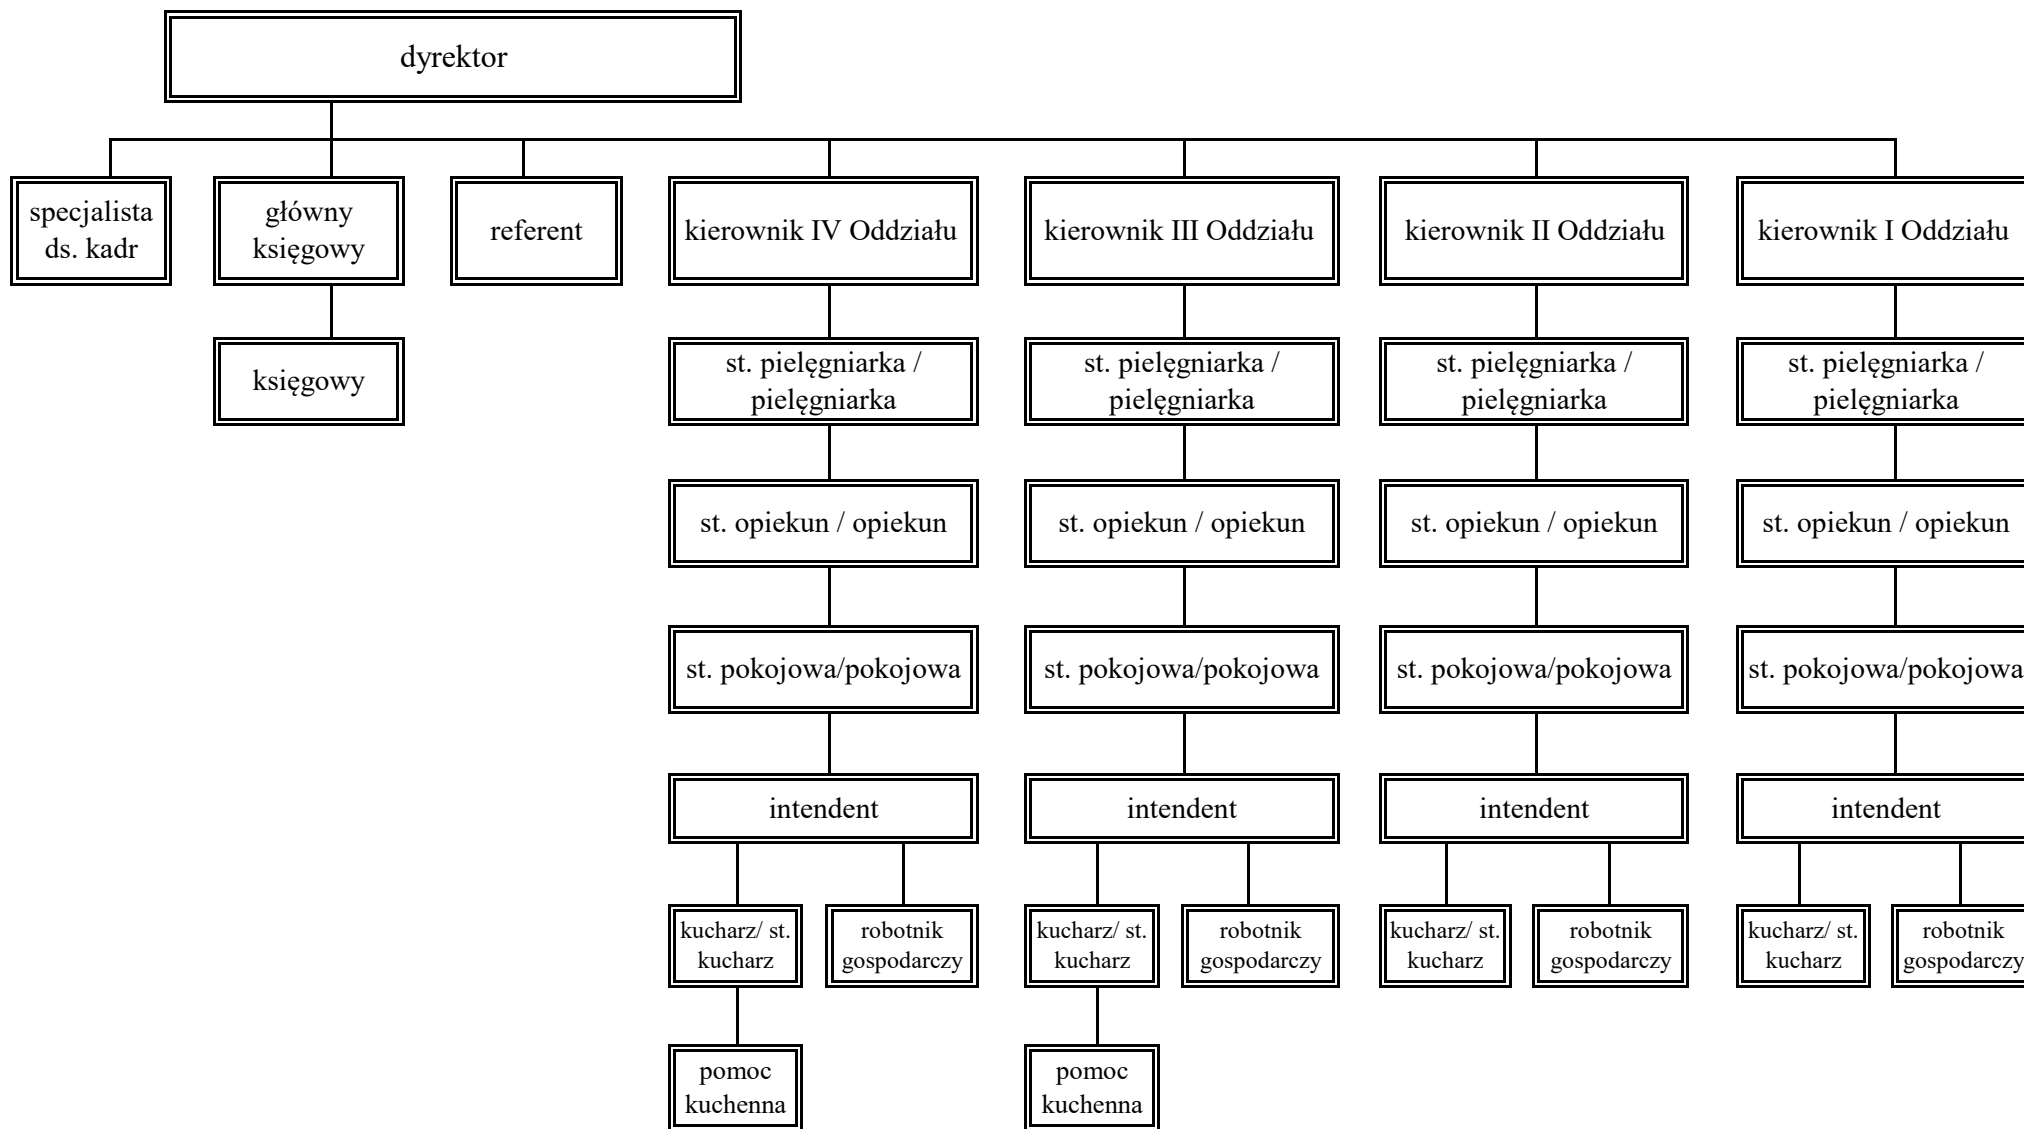 dyrektor
specjalista
ds. kadr
główny
księgowy
referent
kierownik IV Oddziału
kierownik III Oddziału
kierownik II Oddziału
kierownik I Oddziału
księgowy
st. pielęgniarka /
pielęgniarka
st. pielęgniarka /
pielęgniarka
st. pielęgniarka /
pielęgniarka
st. pielęgniarka /
pielęgniarka
st. opiekun / opiekun
st. opiekun / opiekun
st. opiekun / opiekun
st. opiekun / opiekun
st. pokojowa/pokojowa
st. pokojowa/pokojowa
st. pokojowa/pokojowa
st. pokojowa/pokojowa
intendent
intendent
intendent
intendent
kucharz/ st.
kucharz
robotnik
gospodarczy
kucharz/ st.
kucharz
robotnik
gospodarczy
kucharz/ st.
kucharz
robotnik
gospodarczy
kucharz/ st.
kucharz
robotnik
gospodarczy
pomoc
kuchenna
pomoc
kuchenna